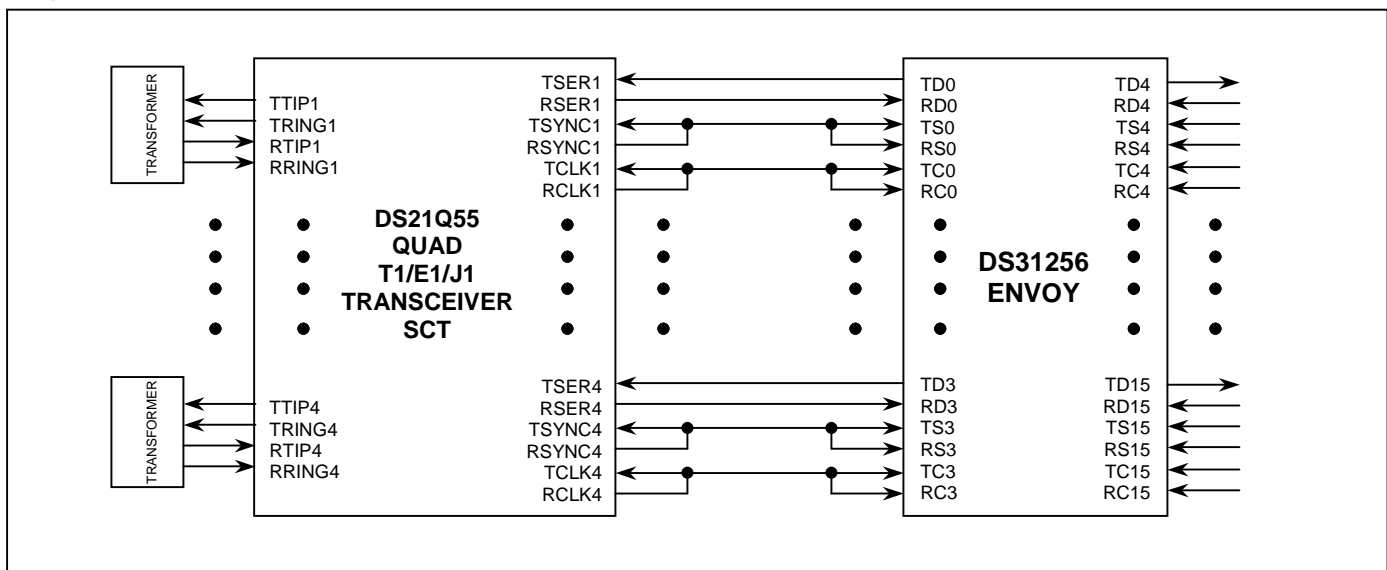 TRANSFORMER
TTIP1
TRING1
RTIP1
RRING1
TSER1
RSER1
TSYNC1
RSYNC1
TCLK1
RCLK1
TD0
RD0
TS0
RS0
TC0
RC0
TD4
RD4
TS4
RS4
TC4
RC4
DS21Q55
QUAD
T1/E1/J1
TRANSCEIVER
SCT
DS31256
ENVOY
TRANSFORMER
TTIP4
TRING4
RTIP4
RRING4
TSER4
RSER4
TSYNC4
RSYNC4
TCLK4
RCLK4
TD3
RD3
TS3
RS3
TC3
RC3
TD15
RD15
TS15
RS15
TC15
RC15